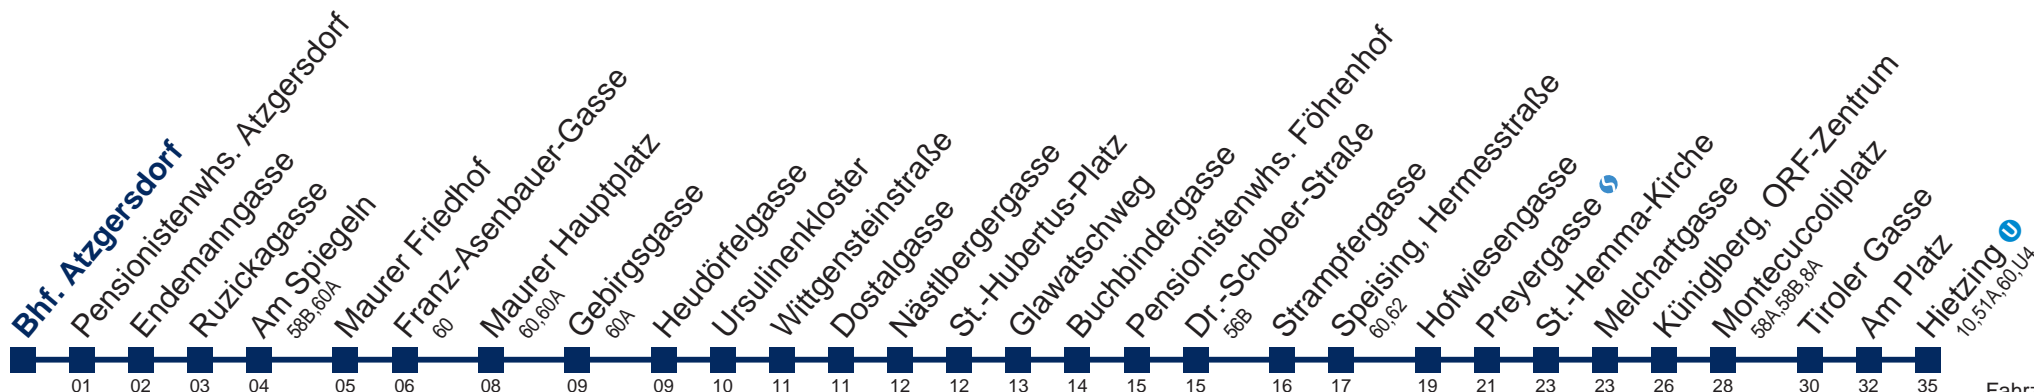 Bhf. Atzgersdorf
Pensionistenwhs. Atzgersdorf
Endemanngasse
Ruzickagasse
Am Spiegeln
58B,60A
Maurer Friedhof
Franz-Asenbauer-Gasse
60
Maurer Hauptplatz
60,60A
Gebirgsgasse
60A
Heudörfelgasse
Ursulinenkloster
Wittgensteinstraße
Dostalgasse
Nästlbergergasse
St.-Hubertus-Platz
Glawatschweg
Buchbindergasse
Pensionistenwhs. Föhrenhof
Dr.-Schober-Straße
56B
Strampfergasse
Speising, Hermesstraße
60,62
Hofwiesengasse
Preyergasse
St.-Hemma-Kirche
Melchartgasse
Küniglberg, ORF-Zentrum
Montecuccoliplatz
58A,58B,8A
Tiroler Gasse
Am Platz
Hietzing U
10,51A,60,U4
01 02 03 04 05 06 08 09 09 10 11 11 12 12 13 14 15 15 16 17 19 21 23 23 26 28 30 32 35
Fahrz